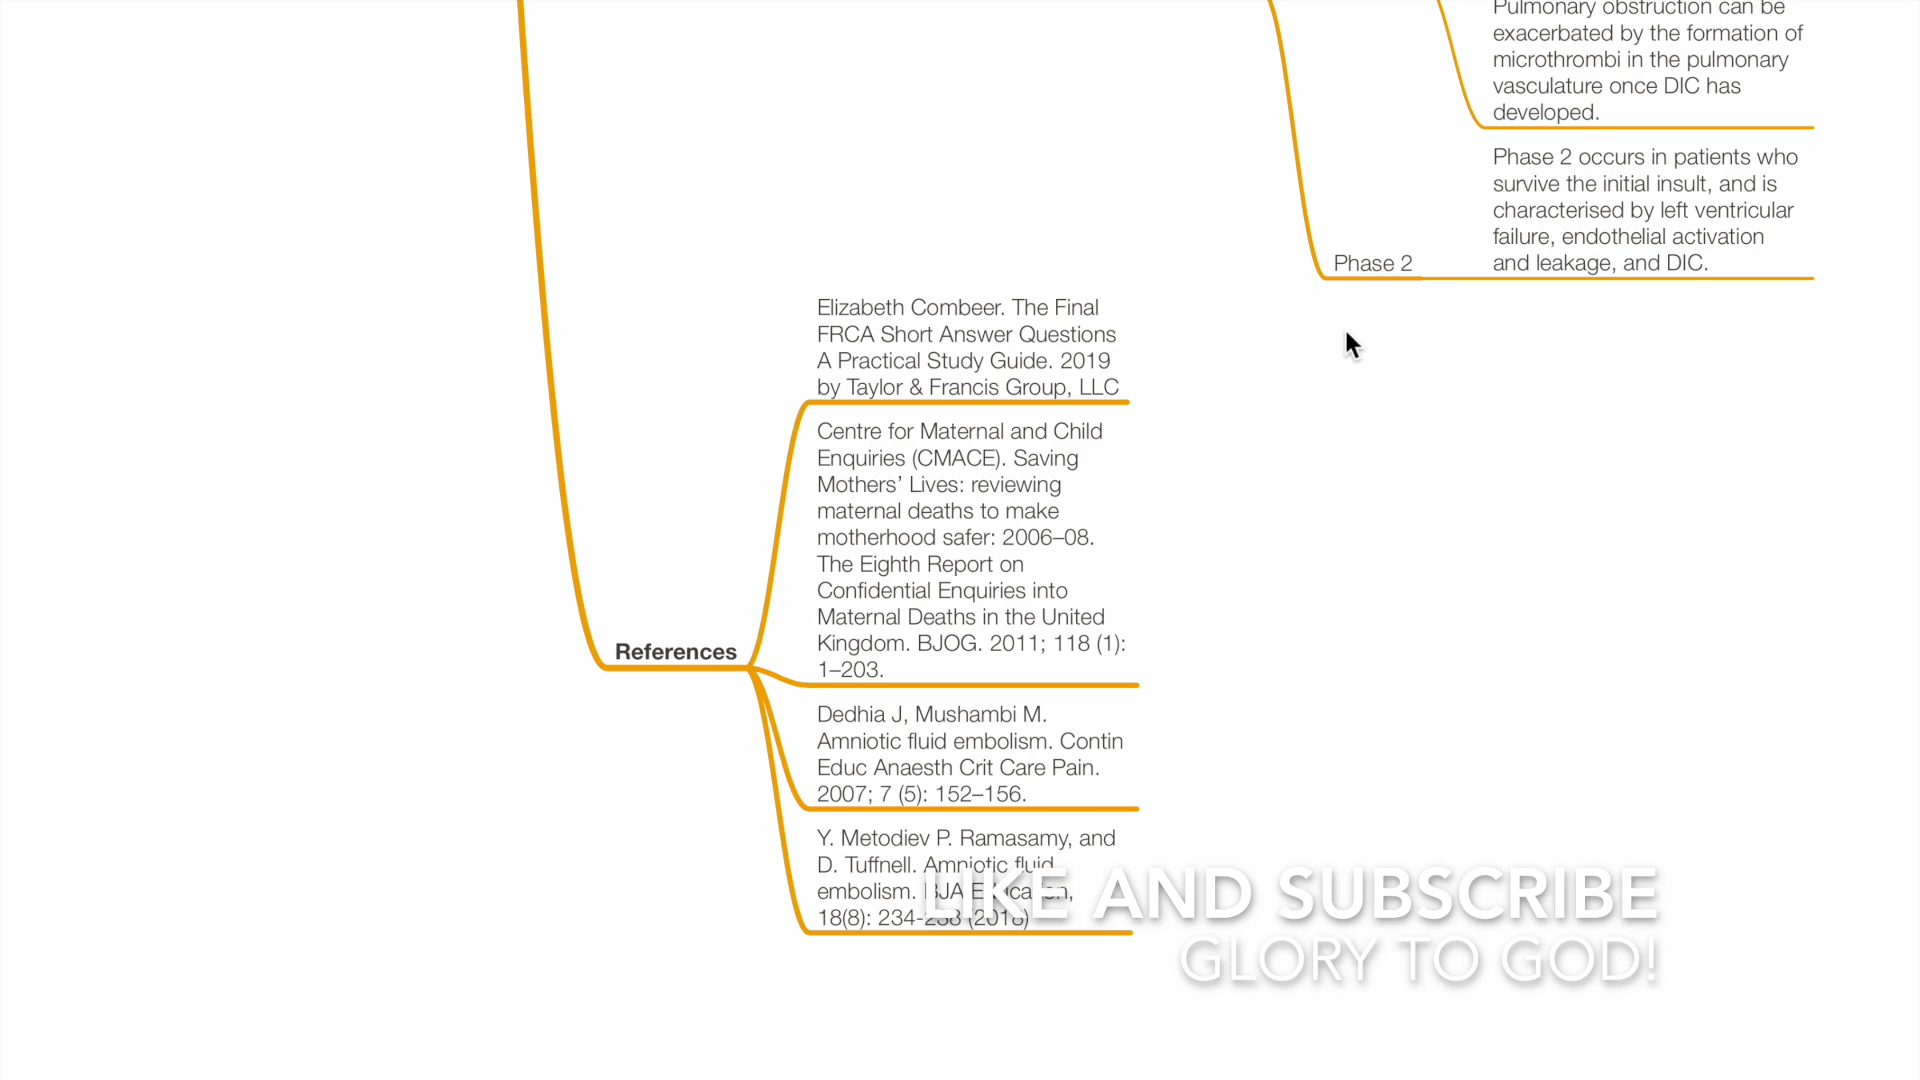 Pulmonary obstruction can be
exacerbated by the formation of
microthrombi in the pulmonary
vasculature once DIC has
developed.
Phase 2
Phase 2 occurs in patients who
survive the initial insult, and is
characterised by left ventricular
failure, endothelial activation
and leakage, and DIC.
References
Elizabeth Combeer. The Final
FRCA Short Answer Questions
A Practical Study Guide. 2019
by Taylor & Francis Group, LLC
Centre for Maternal and Child
Enquiries (CMACE). Saving
Mothers’ Lives: reviewing
maternal deaths to make
motherhood safer: 2006–08.
The Eighth Report on
Confidential Enquiries into
Maternal Deaths in the United
Kingdom. BJOG. 2011; 118 (1):
1–203.
Dedhia J, Mushambi M.
Amniotic fluid embolism. Contin
Educ Anaesth Crit Care Pain.
2007; 7 (5): 152–156.
Y. Metodiev P. Ramasamy, and
D. Tuffnell. Amniotic fluid
embolism. BJA Education,
18(8): 234-238 (2018)
LIKE AND SUBSCRIBE
GLORY TO GOD!